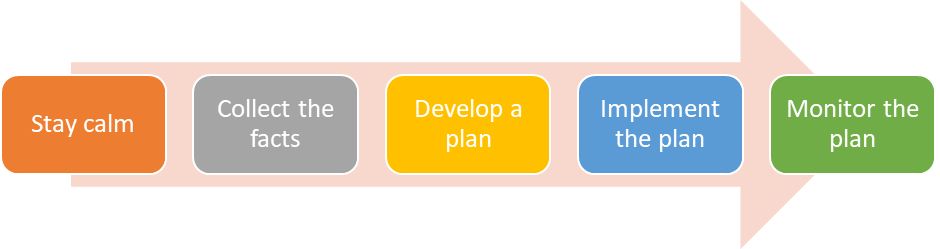 Stay calm
Collect the
facts
Develop a
plan
Implement
the plan
Monitor the
plan